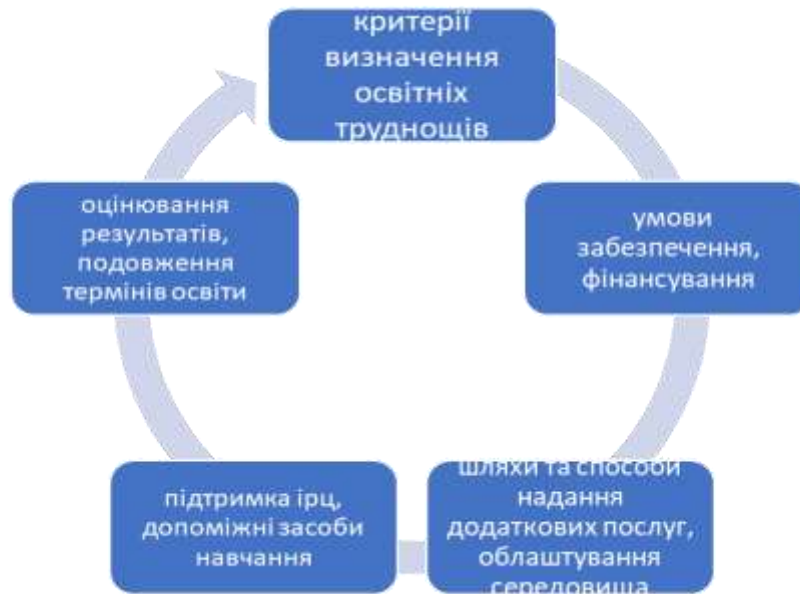 критерії
визначення
освітніх
труднощів
умови
забезпечення,
фінансування
шляхи та способи
надання
додаткових послуг,
облаштування
середовища
підтримка ірц,
допоміжні засоби
навчання
оцінювання
результатів,
подовження
термінів освіти